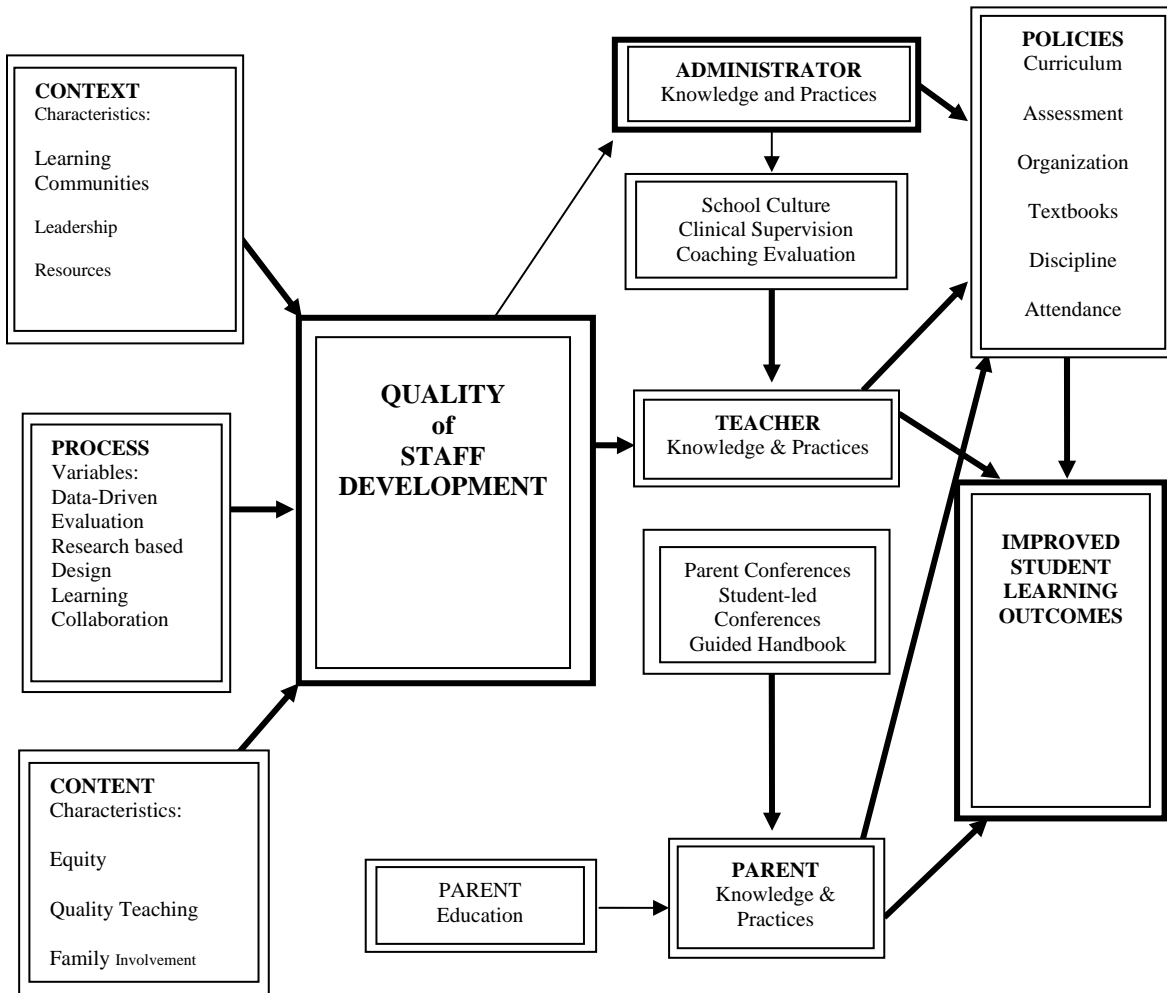 CONTEXT
Characteristics:
Learning
Communities
Leadership
Resources
PROCESS
Variables:
Data-Driven
Evaluation
Research based
Design
Learning
Collaboration
CONTENT
Characteristics:
Equity
Quality Teaching
Family Involvement
QUALITY
of
STAFF
DEVELOPMENT
ADMINISTRATOR
Knowledge and Practices
School Culture
Clinical Supervision
Coaching Evaluation
TEACHER
Knowledge & Practices
Parent Conferences
Student-led
Conferences
Guided Handbook
PARENT
Education
PARENT
Knowledge &
Practices
POLICIES
Curriculum
Assessment
Organization
Textbooks
Discipline
Attendance
IMPROVED
STUDENT
LEARNING
OUTCOMES